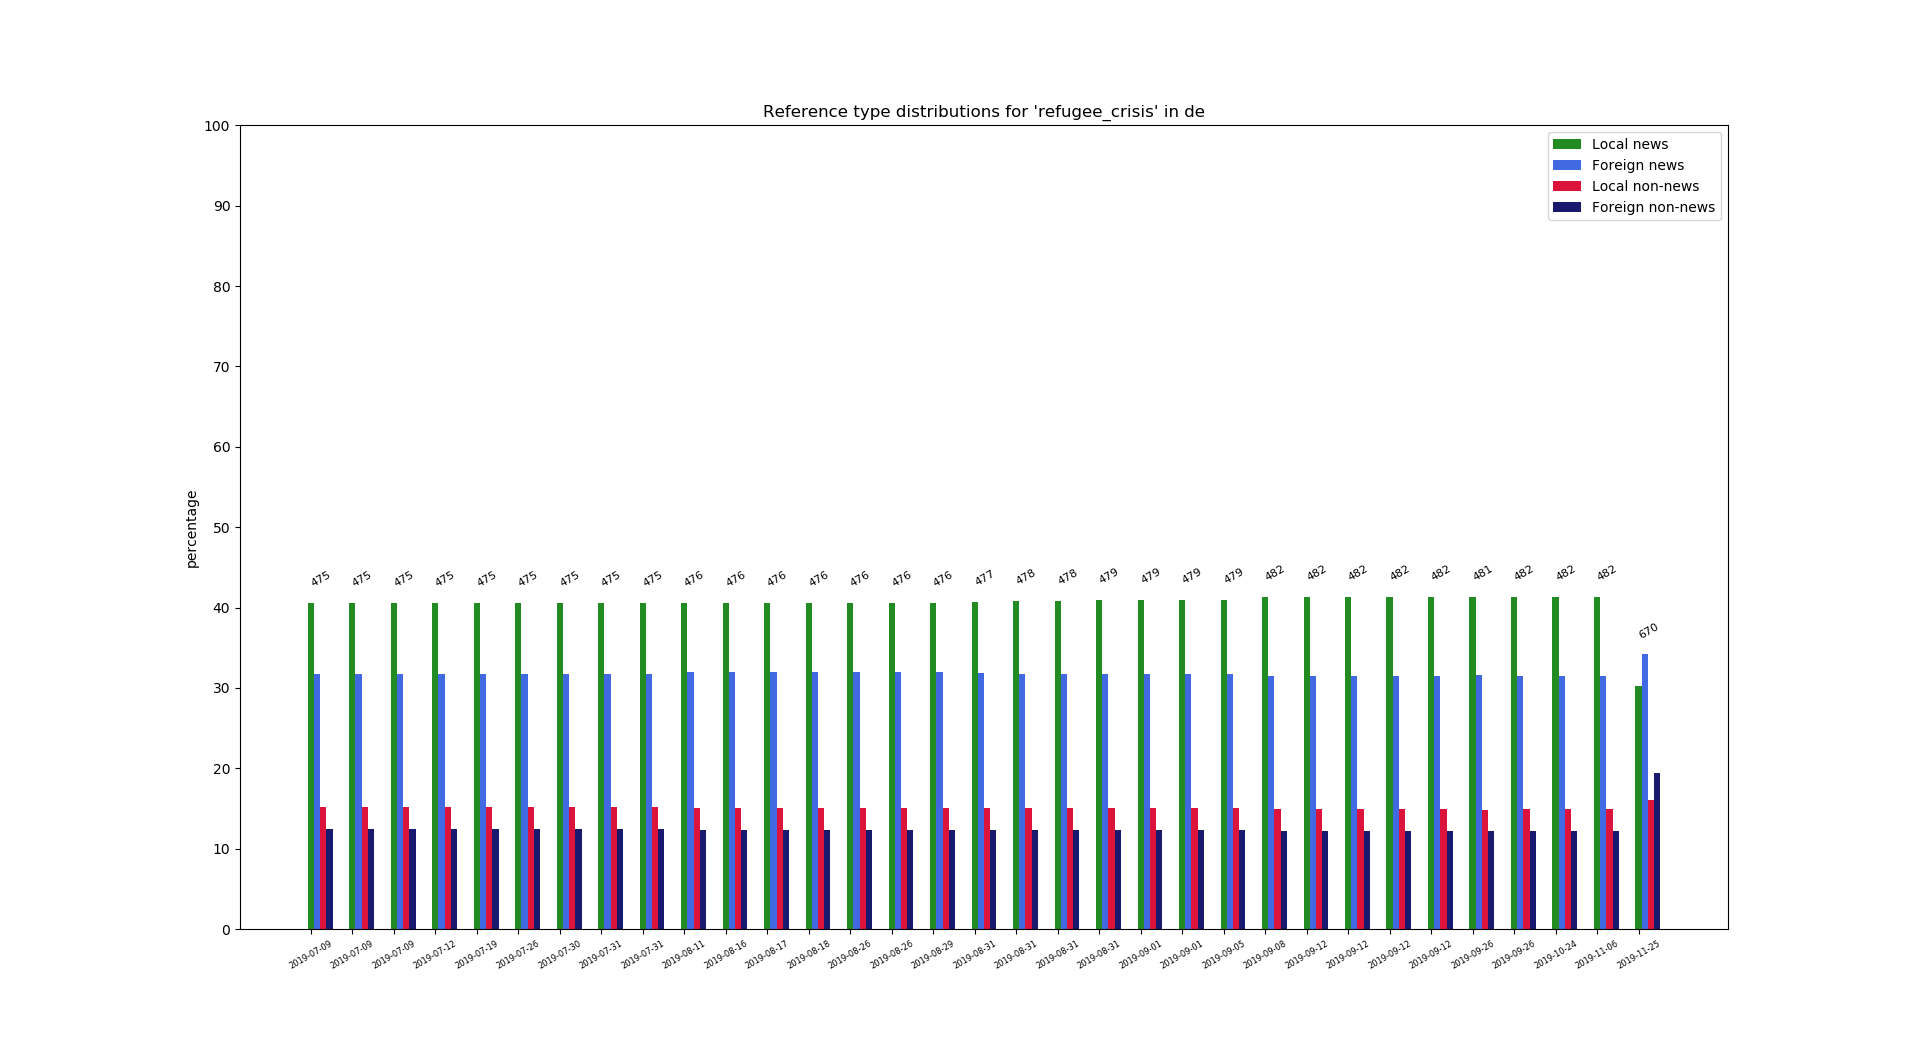 Reference type distributions for 'refugee_crisis' in de
100
90
80
70
60
50
40
30
20
10
0
percentage
Local news
Foreign news
Local non-news
Foreign non-news
475 475 475 475 475 475 475 475 475 476 476 476 476 476 476 476 477 478 478 479 479 479 479 482 482 482 482 482 481 482 482 482 670
2019-07-09 2019-07-09 2019-07-09 2019-07-12 2019-07-19 2019-07-26 2019-07-30 2019-07-31 2019-07-31 2019-08-11 2019-08-16 2019-08-17 2019-08-18 2019-08-26 2019-08-26 2019-08-29 2019-08-31 2019-08-31 2019-08-31 2019-08-31 2019-09-01 2019-09-01 2019-09-05 2019-09-08 2019-09-12 2019-09-12 2019-09-12 2019-09-12 2019-09-26 2019-09-26 2019-10-24 2019-11-06 2019-11-25